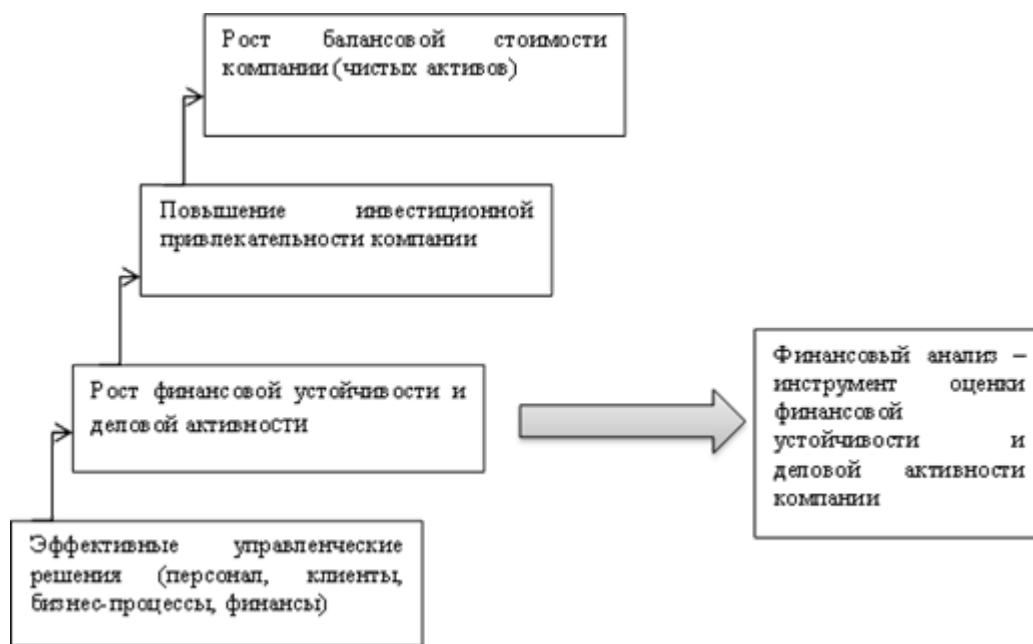 Рост балансовой стоимости
компании (чистых активов)
Повышение инвестиционной
привлекательности компании
Рост финансовой устойчивости и
деловой активности
Финансовый анализ –
инструмент оценки
финансовой
устойчивости и
деловой активности
компании
Эффективные управленческие
решения (персонал, клиенты,
бизнес-процессы, финансы)